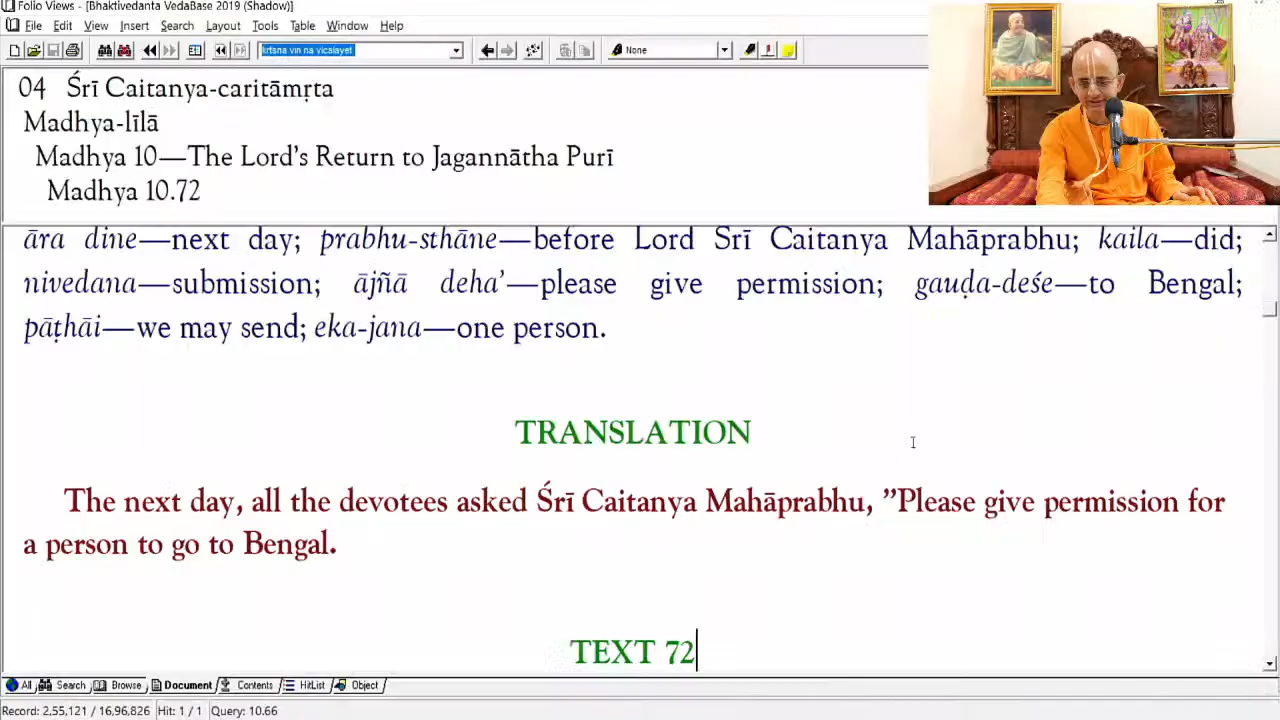 Folio Views - [Bhaktivedanta VedaBase 2019 (Shadow)]
File Edit View Insert Search Layout Tools Table Window Help
krtsna vin na vicalayet None
04 Śrī Caitanya-caritāmṛta
Madhya-līlā
Madhya 10—The Lord's Return to Jagannātha Purī
Madhya 10.72
āra dine—next day; prabhu-sthāne—before Lord Śrī Caitanya Mahāprabhu; kaila—did;
nivedana—submission; ājñā deha'—please give permission; gauḍa-deśe—to Bengal;
pāṭhāi—we may send; eka-jana—one person.
TRANSLATION
The next day, all the devotees asked Śrī Caitanya Mahāprabhu, "Please give permission for
a person to go to Bengal.
TEXT 72
All Search Browse Document Contents HitList Object
Record: 2,55,121 / 16,96,826 Hit: 1 / 1 Query: 10.66